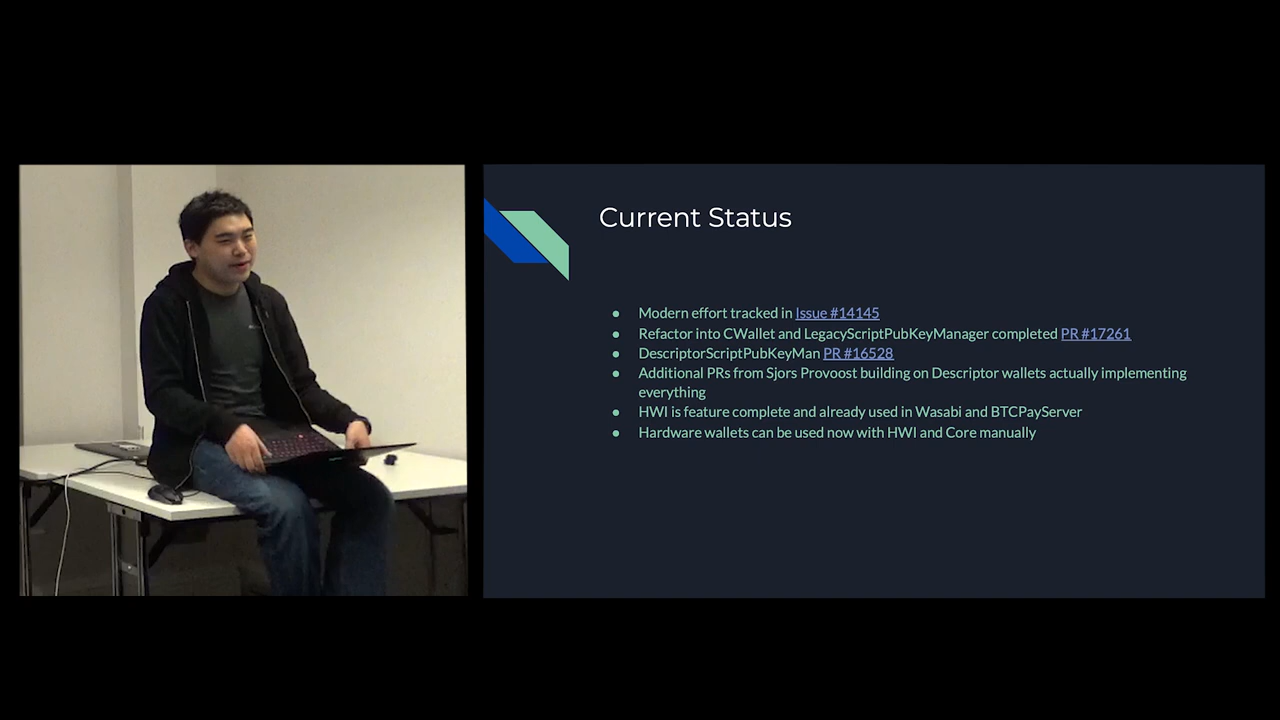 Current Status
● Modern effort tracked in Issue #14145
● Refactor into CWallet and LegacyScriptPubKeyManager completed PR #17261
● DescriptorScriptPubKeyMan PR #16528
● Additional PRs from Sjors Provoost building on Descriptor wallets actually implementing
everything
● HWI is feature complete and already used in Wasabi and BTCPayServer
● Hardware wallets can be used now with HWI and Core manually